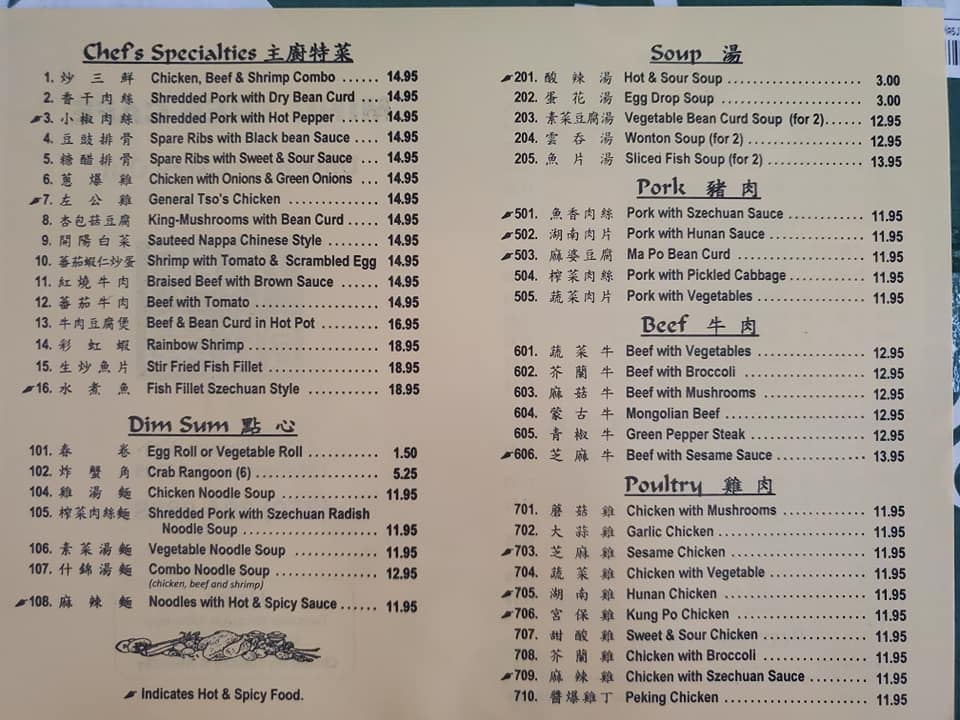 Chef's Specialties 主廚特菜
1. 炒三鮮 Chicken, Beef & Shrimp Combo ...... 14.95
2. 香干肉絲 Shredded Pork with Dry Bean Curd ... 14.95
3. 小椒肉絲 Shredded Pork with Hot Pepper ...... 14.95
4. 豆豉排骨 Spare Ribs with Black bean Sauce .... 14.95
5. 糖醋排骨 Spare Ribs with Sweet & Sour Sauce ... 14.95
6. 蔥爆雞 Chicken with Onions & Green Onions ... 14.95
7. 左公雞 General Tso's Chicken ............... 14.95
8. 杏包菇豆腐 King-Mushrooms with Bean Curd ..... 14.95
9. 開陽白菜 Sauteed Nappa Chinese Style ........ 14.95
10. 蕃茄蝦仁炒蛋 Shrimp with Tomato & Scrambled Egg 14.95
11. 紅燒牛肉 Braised Beef with Brown Sauce ...... 14.95
12. 蕃茄牛肉 Beef with Tomato ................... 14.95
13. 牛肉豆腐煲 Beef & Bean Curd in Hot Pot ......... 16.95
14. 彩虹蝦 Rainbow Shrimp ..................... 18.95
15. 生炒魚片 Stir Fried Fish Fillet ................. 18.95
16. 水煮魚 Fish Fillet Szechuan Style ............ 18.95
Dim Sum 點心
101. 春卷 Egg Roll or Vegetable Roll ............ 1.50
102. 炸蟹角 Crab Rangoon (6) ................... 5.25
104. 雞湯麵 Chicken Noodle Soup ............... 11.95
105. 榨菜肉絲麵 Shredded Pork with Szechuan Radish
Noodle Soup ..................... 11.95
106. 素菜湯麵 Vegetable Noodle Soup .............. 11.95
107. 什錦湯麵 Combo Noodle Soup ................ 12.95
(chicken, beef and shrimp)
108. 麻辣麵 Noodles with Hot & Spicy Sauce ...... 11.95
Indicates Hot & Spicy Food.
Soup 湯
201. 酸辣湯 Hot & Sour Soup ..................... 3.00
202. 蛋花湯 Egg Drop Soup ...................... 3.00
203. 素菜豆腐湯 Vegetable Bean Curd Soup (for 2)...... 12.95
204. 雲吞湯 Wonton Soup (for 2) .................. 12.95
205. 魚片湯 Sliced Fish Soup (for 2) ............... 13.95
Pork 豬肉
501. 魚香肉絲 Pork with Szechuan Sauce ............ 11.95
502. 湖南肉片 Pork with Hunan Sauce ............... 11.95
503. 麻婆豆腐 Ma Po Bean Curd .................... 11.95
504. 榨菜肉絲 Pork with Pickled Cabbage............ 11.95
505. 蔬菜肉片 Pork with Vegetables ................. 11.95
Beef 牛肉
601. 蔬菜牛 Beef with Vegetables ................ 12.95
602. 芥蘭牛 Beef with Broccoli ................... 12.95
603. 麻菇牛 Beef with Mushrooms ................ 12.95
604. 蒙古牛 Mongolian Beef ..................... 12.95
605. 青椒牛 Green Pepper Steak ................. 12.95
606. 芝麻牛 Beef with Sesame Sauce ............. 13.95
Poultry 雞肉
701. 蘑菇雞 Chicken with Mushrooms ............. 11.95
702. 大蒜雞 Garlic Chicken ...................... 11.95
703. 芝麻雞 Sesame Chicken .................... 11.95
704. 蔬菜雞 Chicken with Vegetable ............... 11.95
705. 湖南雞 Hunan Chicken ...................... 11.95
706. 宮保雞 Kung Po Chicken .................... 11.95
707. 甜酸雞 Sweet & Sour Chicken ................ 11.95
708. 芥蘭雞 Chicken with Broccoli ................ 11.95
709. 麻辣雞 Chicken with Szechuan Sauce ......... 11.95
710. 醬爆雞丁 Peking Chicken ...................... 11.95